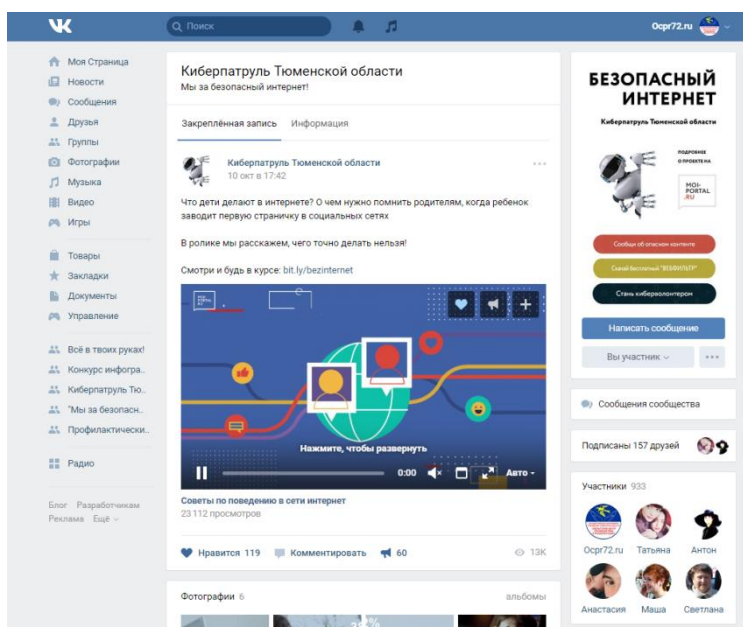 Поиск
Ocpr72.ru
Моя Страница
Новости
Сообщения
Друзья
Группы
Фотографии
Музыка
Видео
Игры
Товары
Закладки
Документы
Управление
Всё в твоих руках!
Конкурс инфогра..
Киберпатруль Тю..
"Мы за безопасн..
Профилактически..
Радио
Блог Разработчикам
Реклама Ещё
Киберпатруль Тюменской области
Мы за безопасный интернет!
Закреплённая запись Информация
Киберпатруль Тюменской области
10 окт в 17:42
Что дети делают в интернете? О чем нужно помнить родителям, когда ребенок
заводит первую страничку в социальных сетях
В ролике мы расскажем, чего точно делать нельзя!
Смотри и будь в курсе: bit.ly/bezinternet
Нажмите, чтобы развернуть
0:00 Авто
Советы по поведению в сети интернет
23 112 просмотров
Нравится 119 Комментировать 60 13K
Фотографии 6 альбомы
БЕЗОПАСНЫЙ
ИНТЕРНЕТ
Киберпатруль Тюменской области
ПОДРОБНЕЕ
О ПРОЕКТЕ НА
MOI-
PORTAL
.RU
Сообщи об опасном контенте
Скачай бесплатный "ВЕБФИЛЬТР"
Стань киберволонтером
Написать сообщение
Вы участник
Сообщения сообщества
Подписаны 157 друзей
Участники 933
Ocpr72.ru Татьяна Антон
Анастасия Маша Светлана